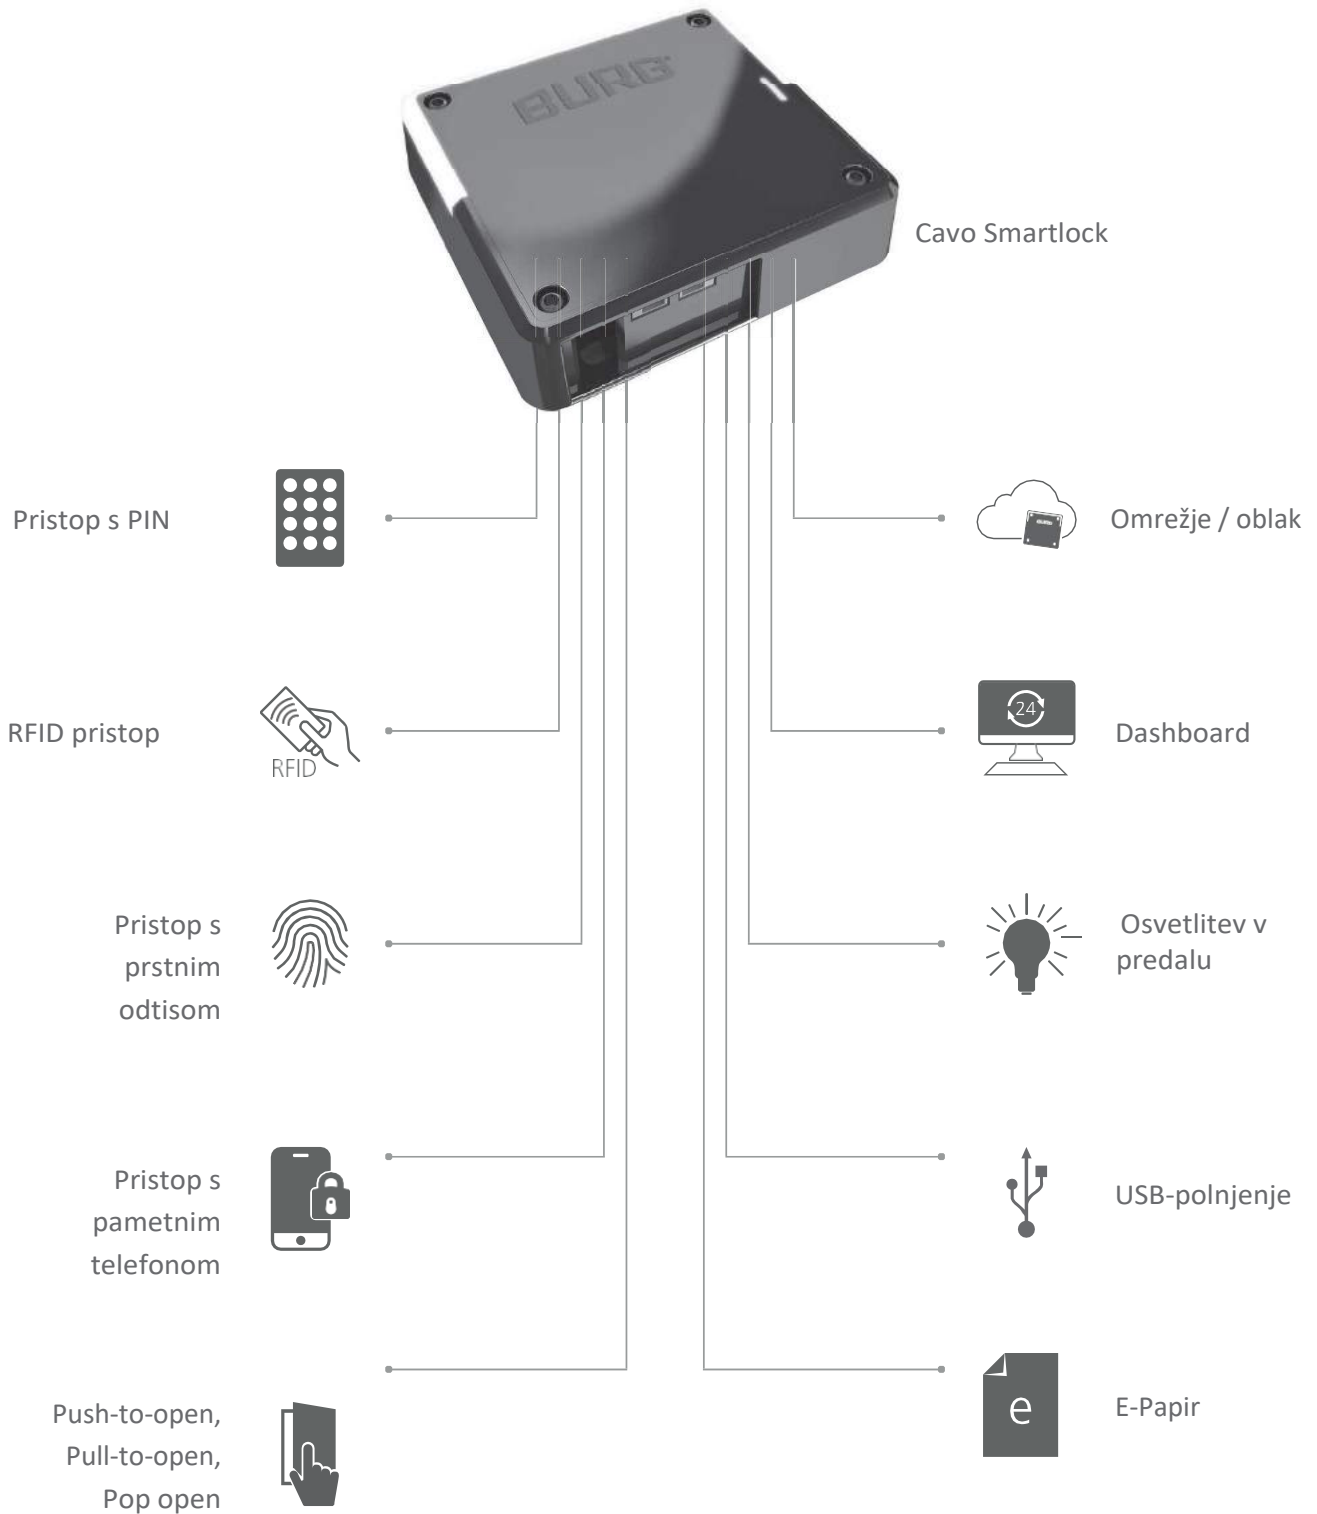 BURG
Cavo Smartlock
Pristop s PIN
Omrežje / oblak
RFID pristop
RFID
24
Dashboard
Pristop s
prstnim
odtisom
Osvetlitev v
predalu
Pristop s
pametnim
telefonom
USB-polnjenje
Push-to-open,
Pull-to-open,
Pop open
e
E-Papir